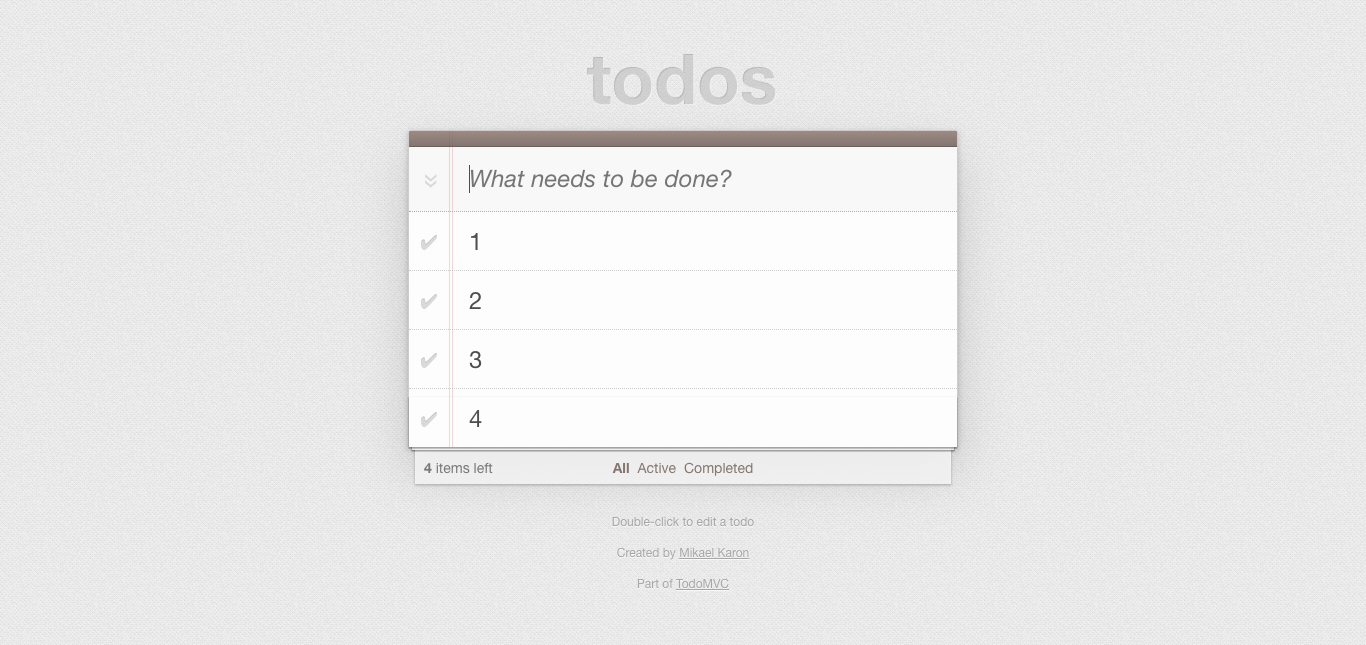 todos
What needs to be done?
1
2
3
4
4 items left All Active Completed
Double-click to edit a todo
Created by Mikael Karon
Part of TodoMVC